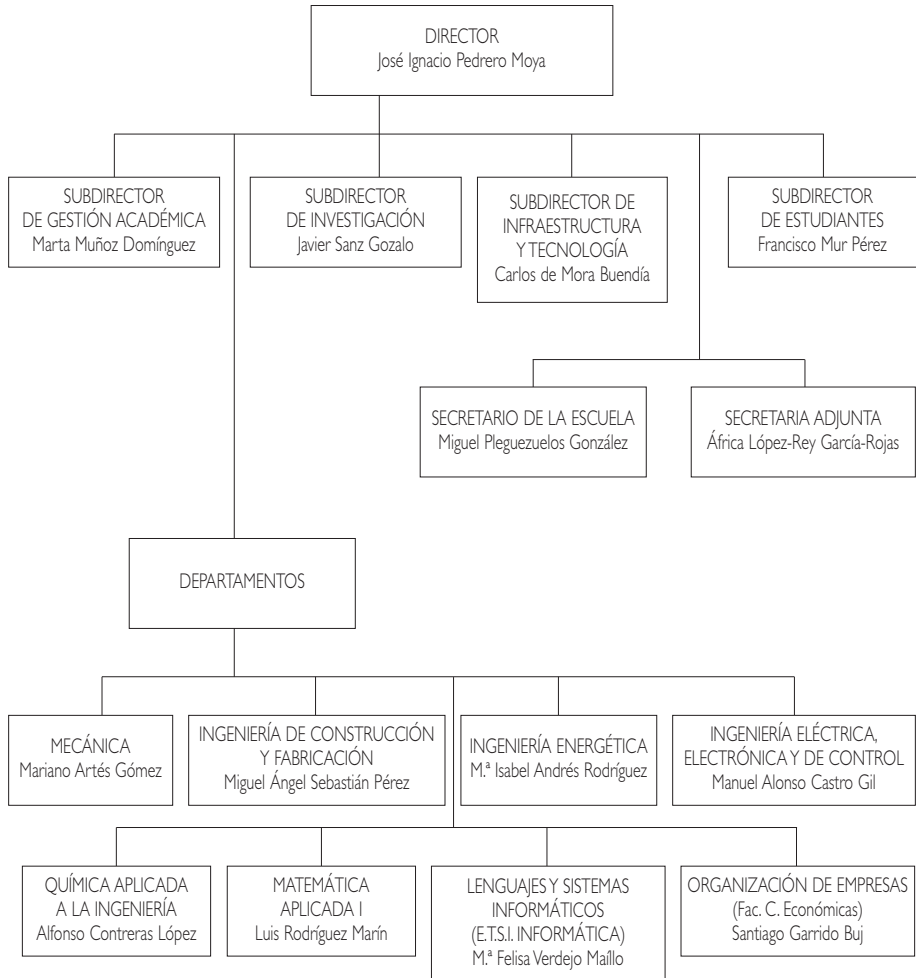 DIRECTOR
José Ignacio Pedrero Moya
SUBDIRECTOR
DE GESTIÓN ACADÉMICA
Marta Muñoz Domínguez
SUBDIRECTOR
DE INVESTIGACIÓN
Javier Sanz Gozalo
SUBDIRECTOR DE
INFRAESTRUCTURA
Y TECNOLOGÍA
Carlos de Mora Buendía
SUBDIRECTOR
DE ESTUDIANTES
Francisco Mur Pérez
SECRETARIO DE LA ESCUELA
Miguel Pleguezuelos González
SECRETARIA ADJUNTA
África López-Rey García-Rojas
DEPARTAMENTOS
MECÁNICA
Mariano Artés Gómez
INGENIERÍA DE CONSTRUCCIÓN
Y FABRICACIÓN
Miguel Ángel Sebastián Pérez
INGENIERÍA ENERGÉTICA
M.ª Isabel Andrés Rodríguez
INGENIERÍA ELÉCTRICA,
ELECTRÓNICA Y DE CONTROL
Manuel Alonso Castro Gil
QUÍMICA APLICADA
A LA INGENIERÍA
Alfonso Contreras López
MATEMÁTICA
APLICADA I
Luis Rodríguez Marín
LENGUAJES Y SISTEMAS
INFORMÁTICOS
(E.T.S.I. INFORMÁTICA)
M.ª Felisa Verdejo Maíllo
ORGANIZACIÓN DE EMPRESAS
(Fac. C. Económicas)
Santiago Garrido Buj